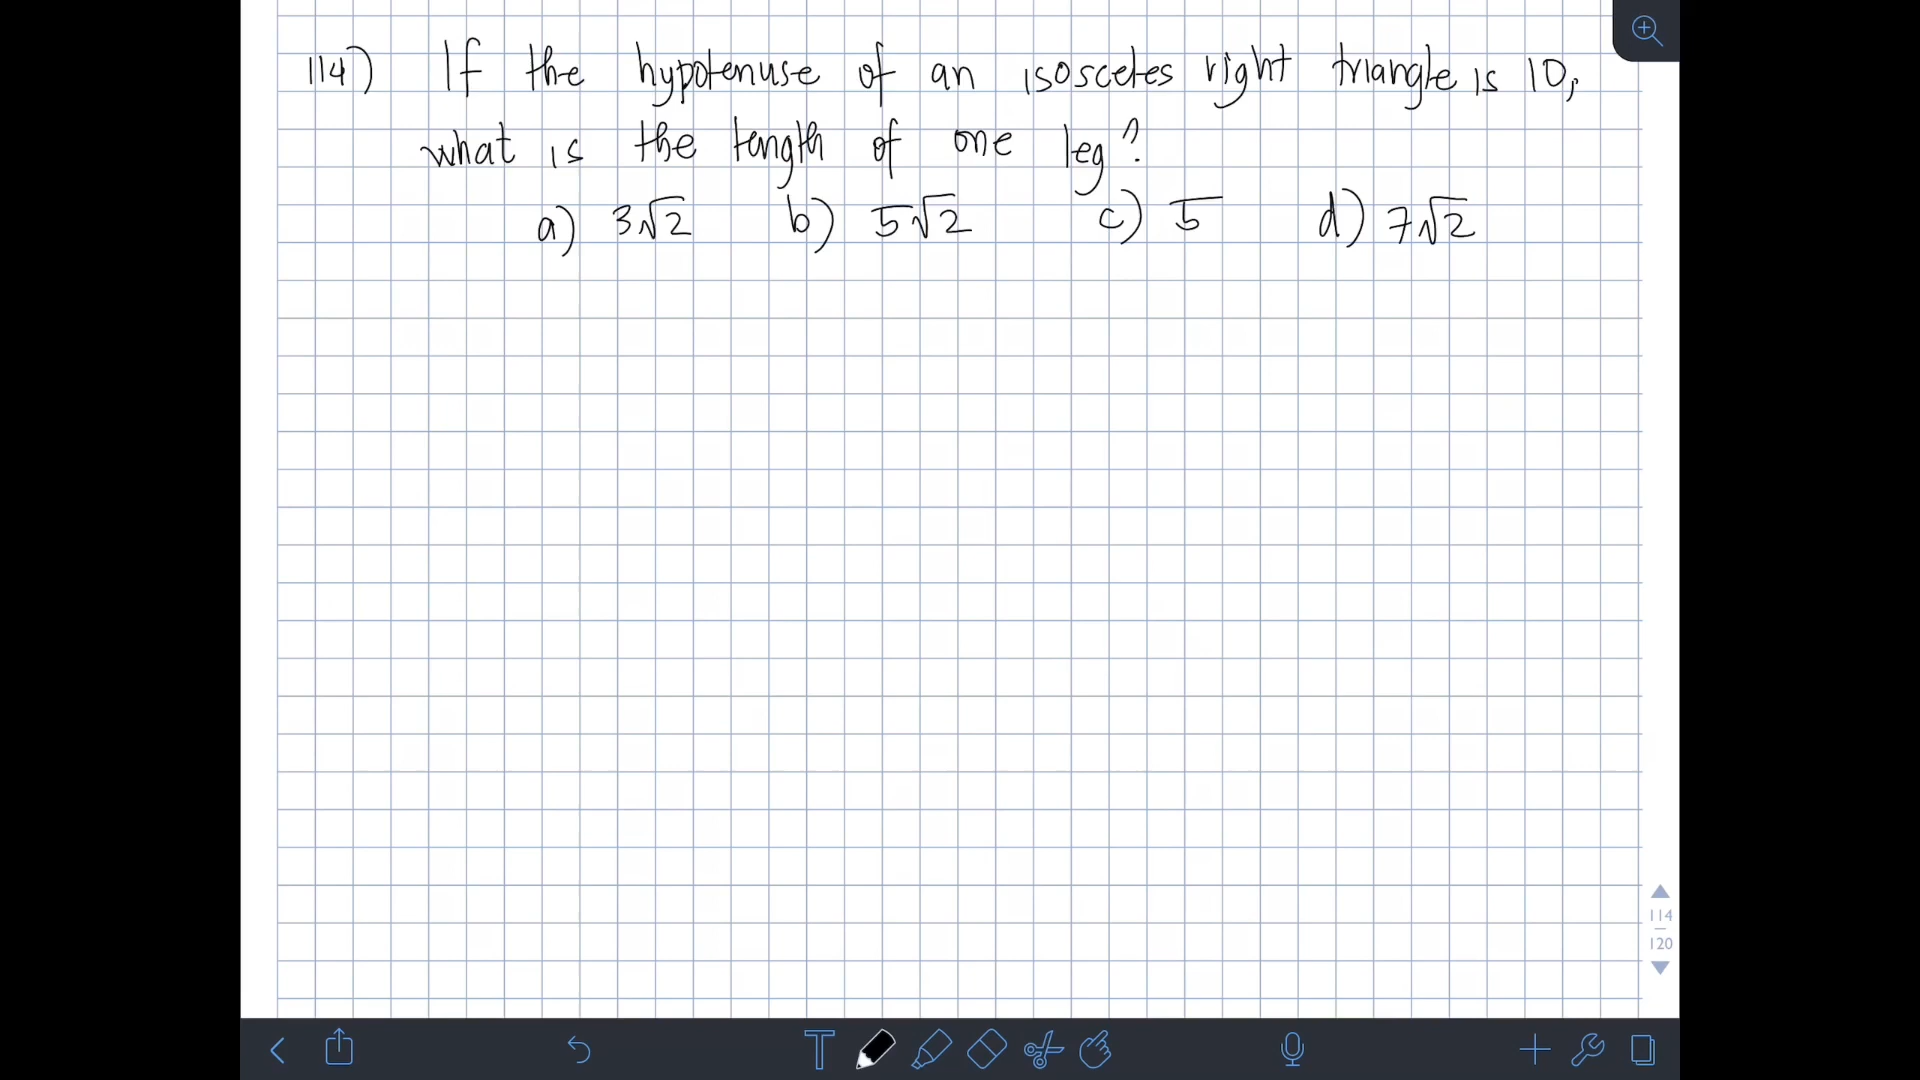 114) If the hypotenuse of an isosceles right triangle is 10,
what is the length of one leg?
a) 3√2 b) 5√2 c) 5 d) 7√2
114
120
T